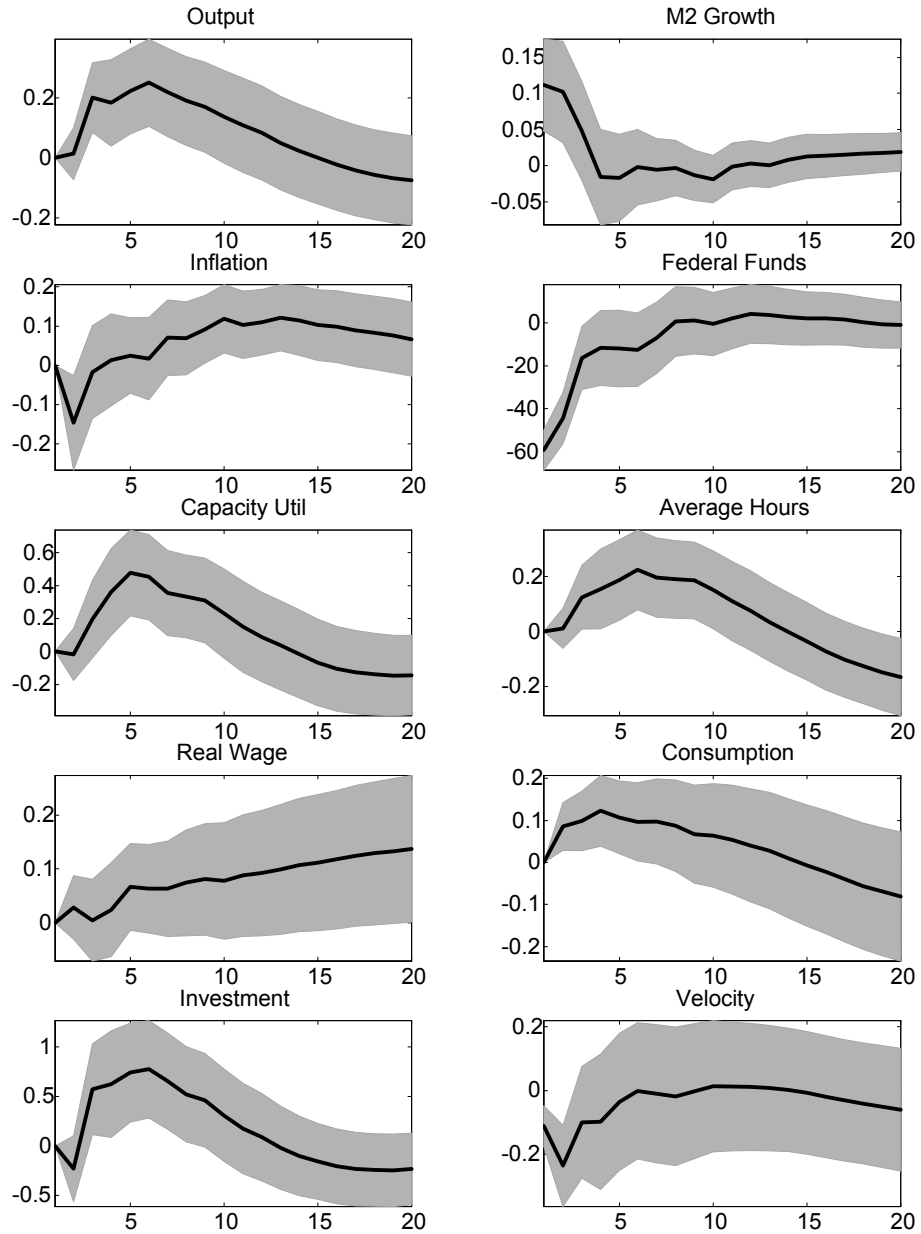 Output
0.2
0
-0.2
5 10 15 20
M2 Growth
0.15
0.1
0.05
0
-0.05
5 10 15 20
Inflation
0.2
0.1
0
-0.1
-0.2
5 10 15 20
Federal Funds
0
-20
-40
-60
5 10 15 20
Capacity Util
0.6
0.4
0.2
0
-0.2
5 10 15 20
Average Hours
0.2
0
-0.2
5 10 15 20
Real Wage
0.2
0.1
0
5 10 15 20
Consumption
0.2
0.1
0
-0.1
-0.2
5 10 15 20
Investment
1
0.5
0
-0.5
5 10 15 20
Velocity
0.2
0
-0.2
5 10 15 20